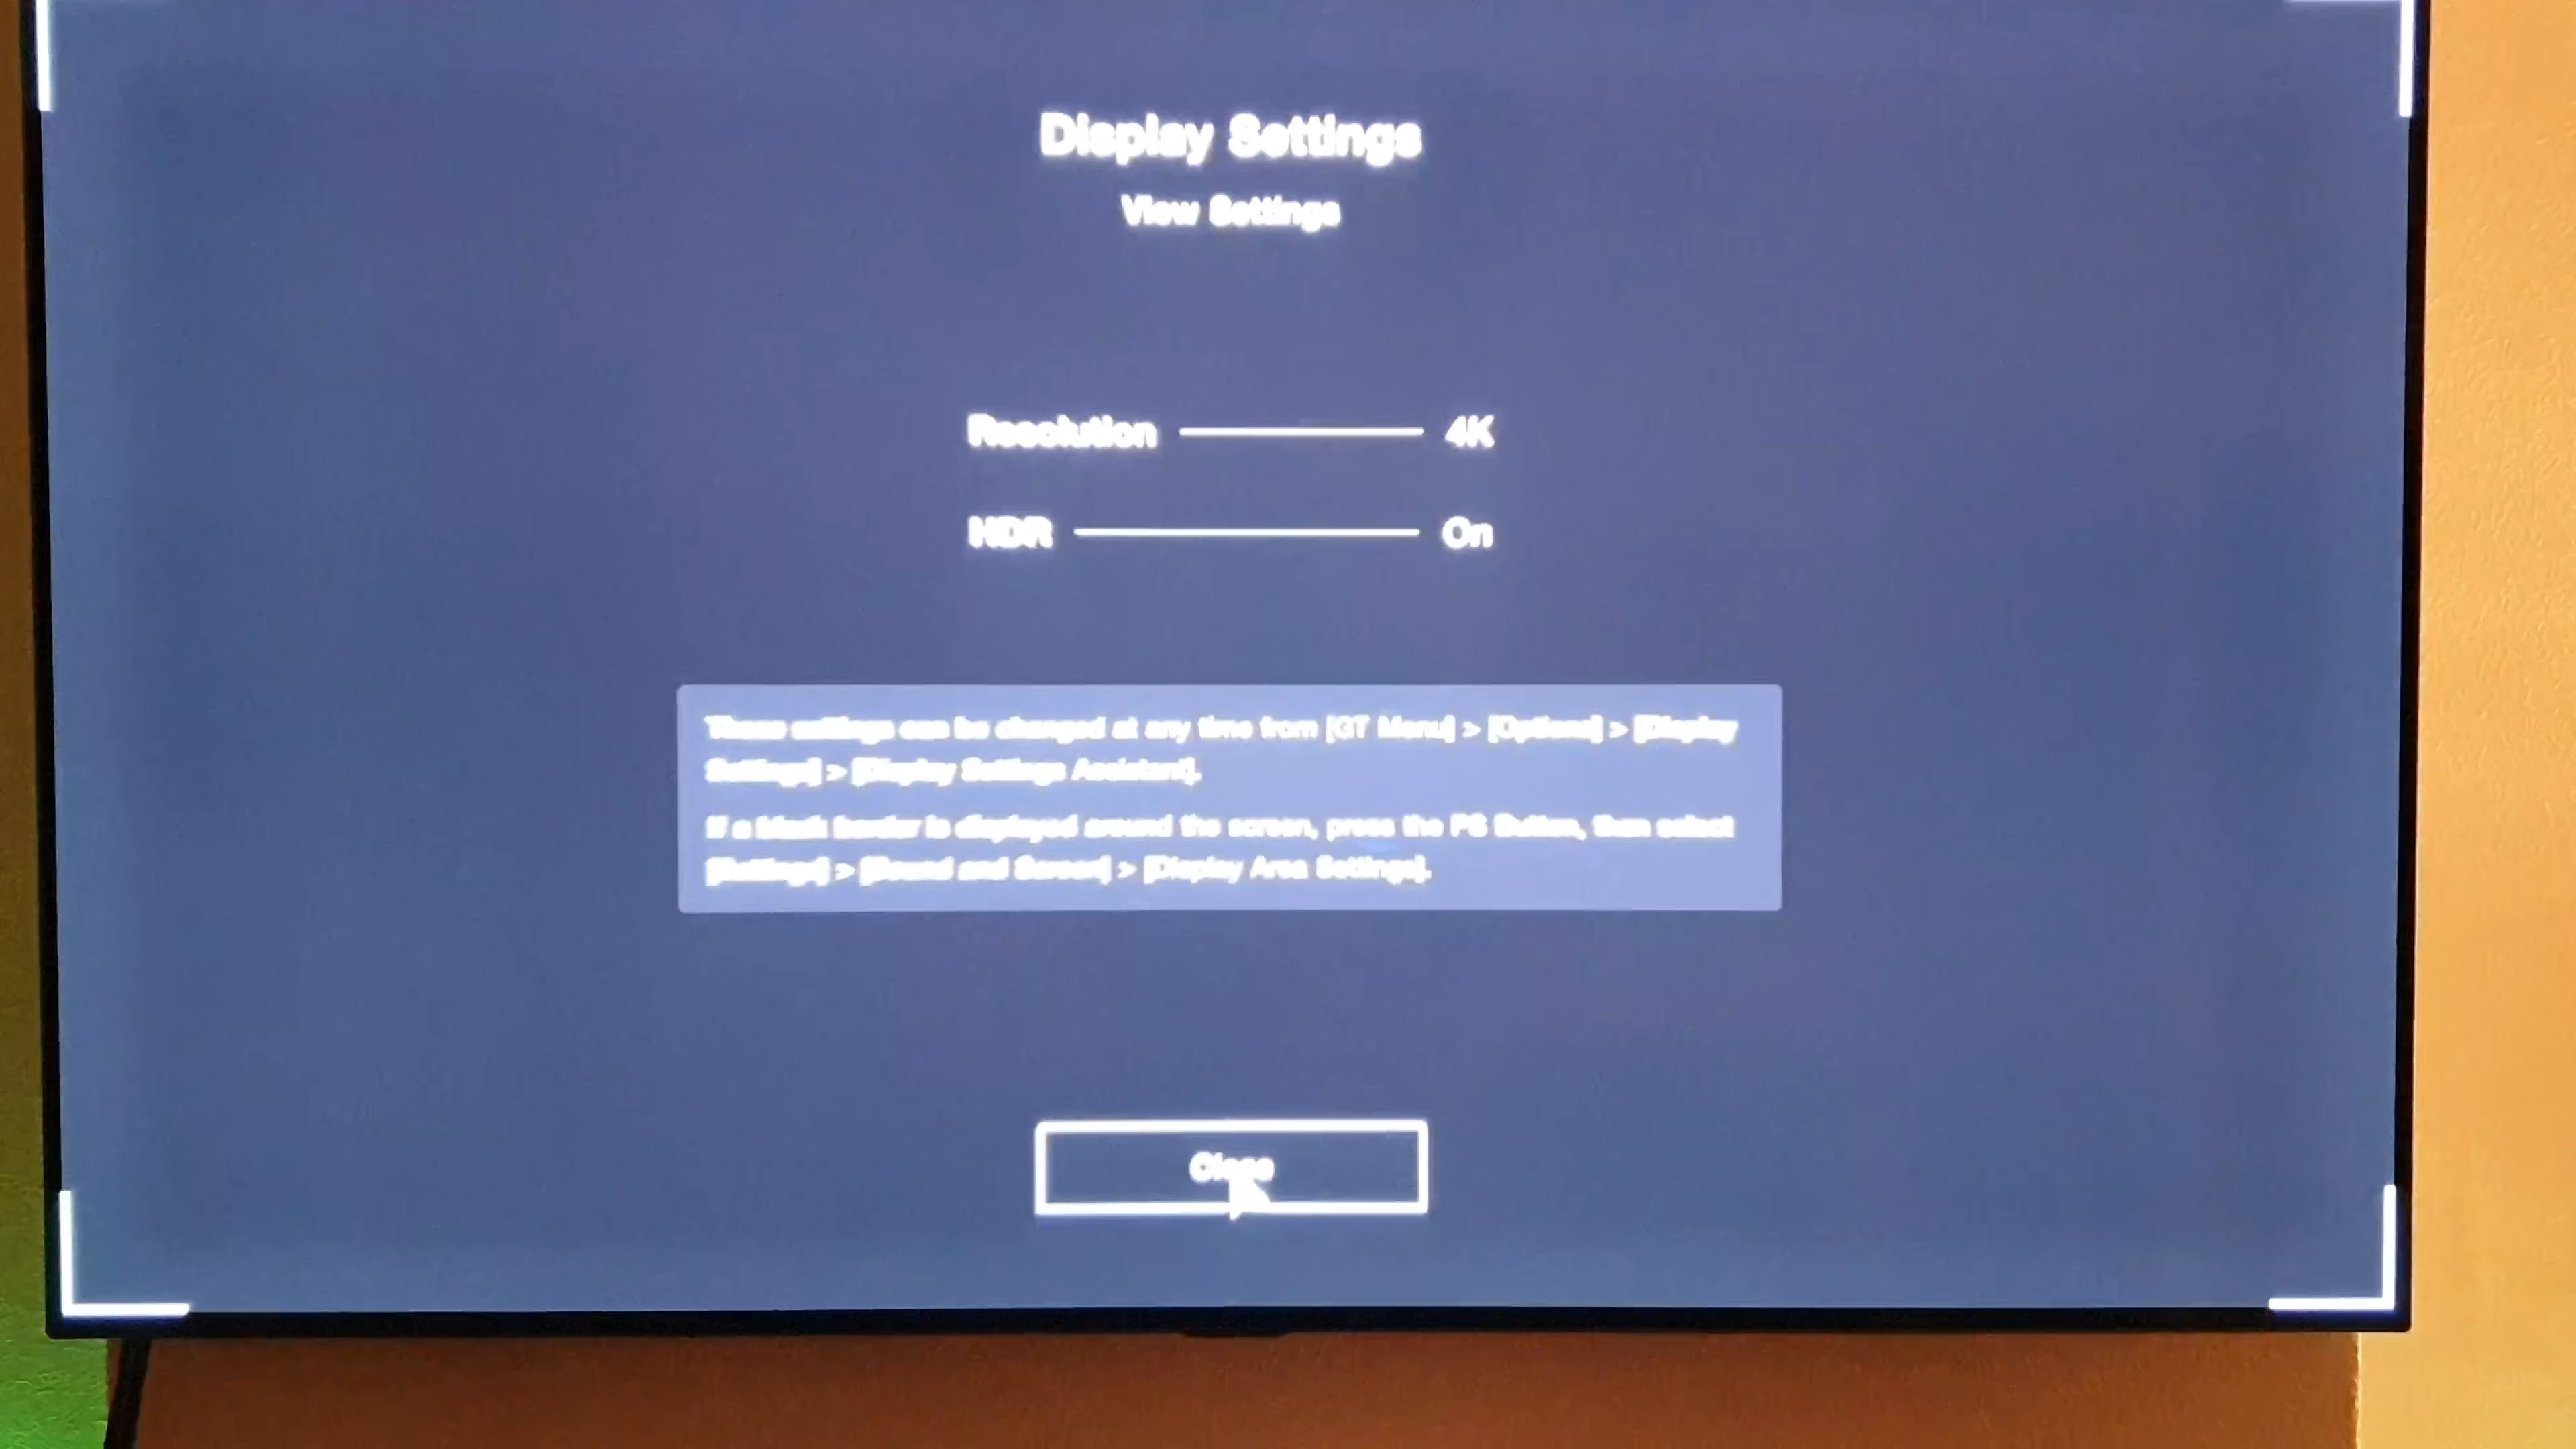 Display Settings
View Settings
Resolution 4K
HDR On
These settings can be changed at any time from [GT Menu] > [Options] > [Display
Settings] > [Display Settings Assistant].
If a black border is displayed around the screen, press the PS Button, then select
[Settings] > [Sound and Screen] > [Display Area Settings].
Close